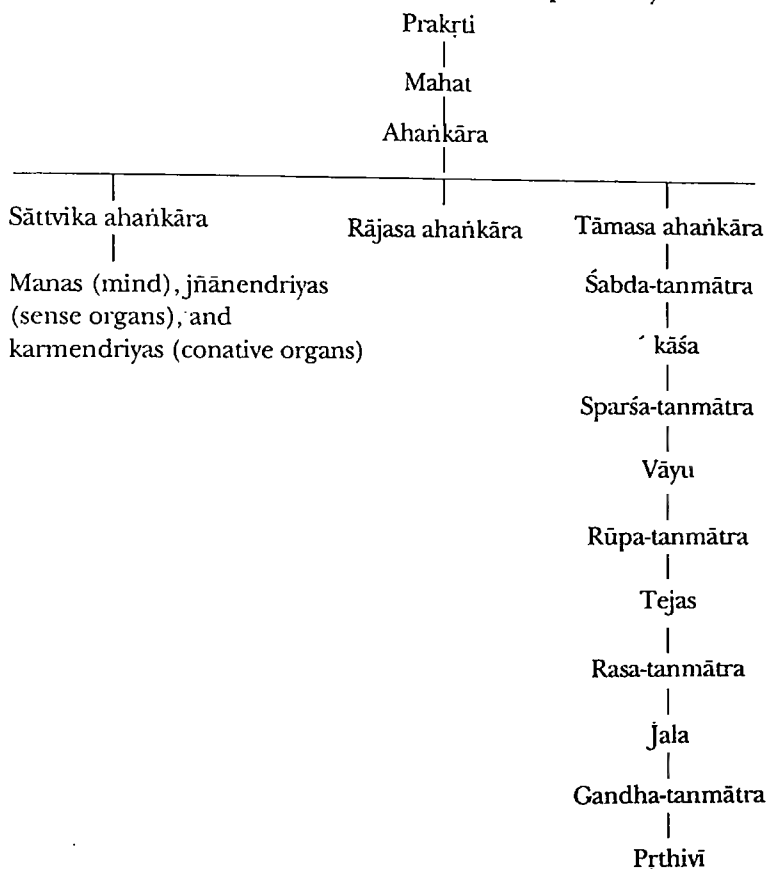 Prakṛti
Mahat
Ahaṅkāra
Sāttvika ahaṅkāra
Rājasa ahaṅkāra
Tāmasa ahaṅkāra
Manas (mind), jñānendriyas
(sense organs), and
karmendriyas (conative organs)
Śabda-tanmātra
´ kāśa
Sparśa-tanmātra
Vāyu
Rūpa-tanmātra
Tejas
Rasa-tanmātra
Jala
Gandha-tanmātra
Pṛthivī